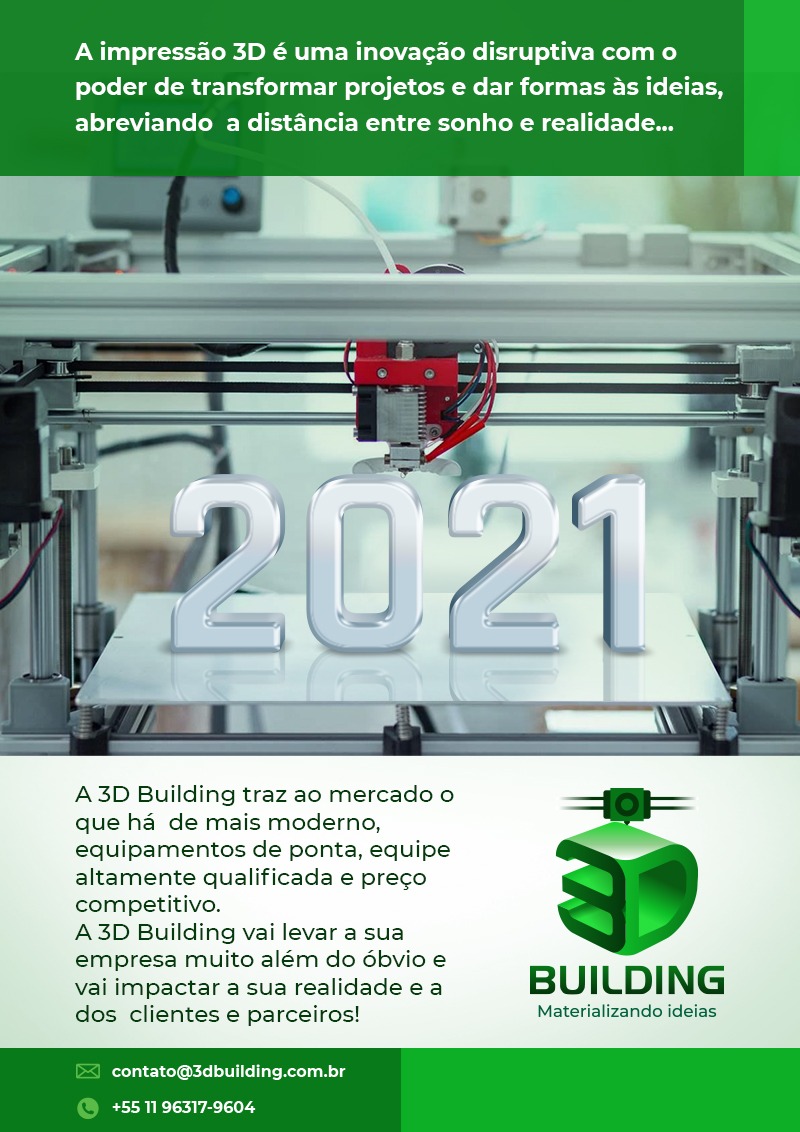 A impressão 3D é uma inovação disruptiva com o
poder de transformar projetos e dar formas às ideias,
abreviando  a distância entre sonho e realidade...
2021
A 3D Building traz ao mercado o
que há  de mais moderno,
equipamentos de ponta, equipe
altamente qualificada e preço
competitivo.
A 3D Building vai levar a sua
empresa muito além do óbvio e
vai impactar a sua realidade e a
dos  clientes e parceiros!
3D
BUILDING
Materializando ideias
contato@3dbuilding.com.br
+55 11 96317-9604